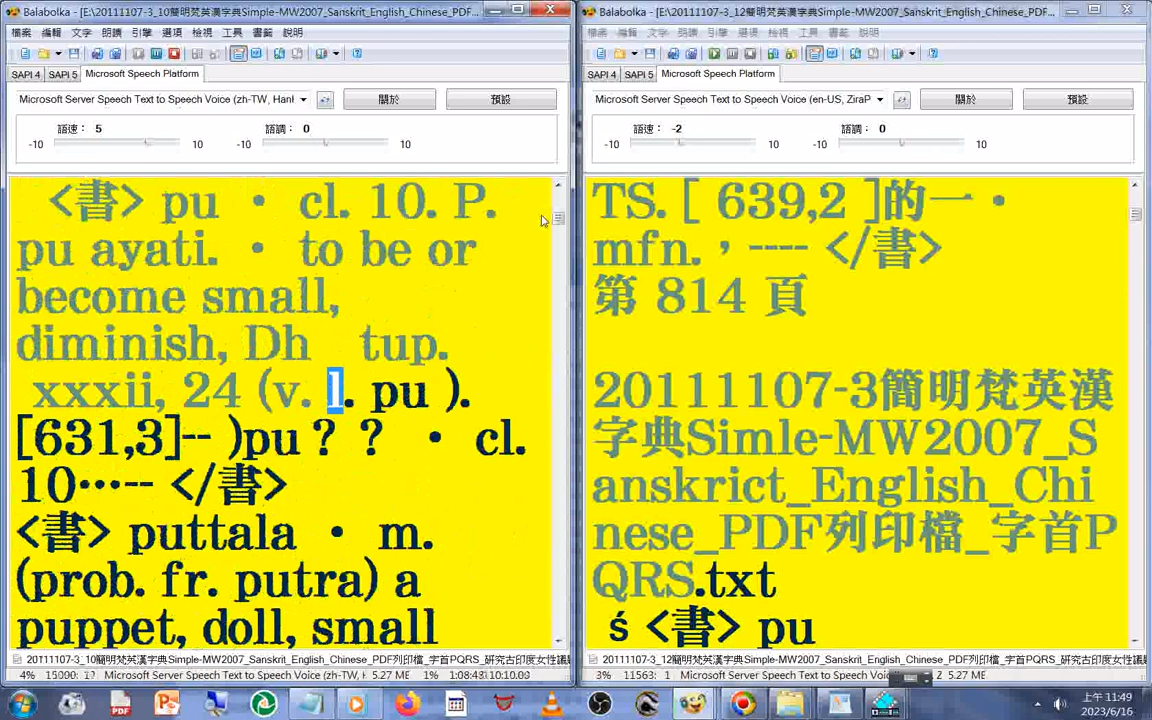 Balabolka - [E:\20111107-3_10簡明梵英漢字典Simple-MW2007_Sanskrit_English_Chinese_PDF...
檔案 編輯 文字 朗讀 引擎 選項 檢視 工具 書籤 說明
SAPI 4 SAPI 5 Microsoft Speech Platform
Microsoft Server Speech Text to Speech Voice (zh-TW, Hanl 關於 預設
語速： 5 語調： 0
-10 10 -10 10
<書> pu ・ cl. 10. P.
pu ayati. ・ to be or
become small,
diminish, Dh tup.
xxxii, 24 (v. l. pu ).
[631,3]-- )pu ? ? ・ cl.
10…-- </書>
<書> puttala ・ m.
(prob. fr. putra) a
puppet, doll, small
20111107-3_10簡明梵英漢字典Simple-MW2007_Sanskrit_English_Chinese_PDF列印檔_字首PQRS_研究古印度女性議
4% Microsoft Server Speech Text to Speech Voice (zh-TW, H 5.27 MB 1%
Balabolka - [E:\20111107-3_12簡明梵英漢字典Simple-MW2007_Sanskrit_English_Chinese_PDF...
檔案 編輯 文字 朗讀 引擎 選項 檢視 工具 書籤 說明
SAPI 4 SAPI 5 Microsoft Speech Platform
Microsoft Server Speech Text to Speech Voice (en-US, ZiraP 關於 預設
語速： -2 語調： 0
-10 10 -10 10
TS. [ 639,2 ]的一・
mfn.，---- </書>
第 814 頁
20111107-3簡明梵英漢
字典Simle-MW2007_S
anskrict_English_Chi
nese_PDF列印檔_字首P
QRS.txt
ś <書> pu
20111107-3_12簡明梵英漢字典Simple-MW2007_Sanskrit_English_Chinese_PDF列印檔_字首PQRS_研究古印度女性議
3% Microsoft Server Speech Text to Speech Voice 5.27 MB
上午 11:49
2023/6/16